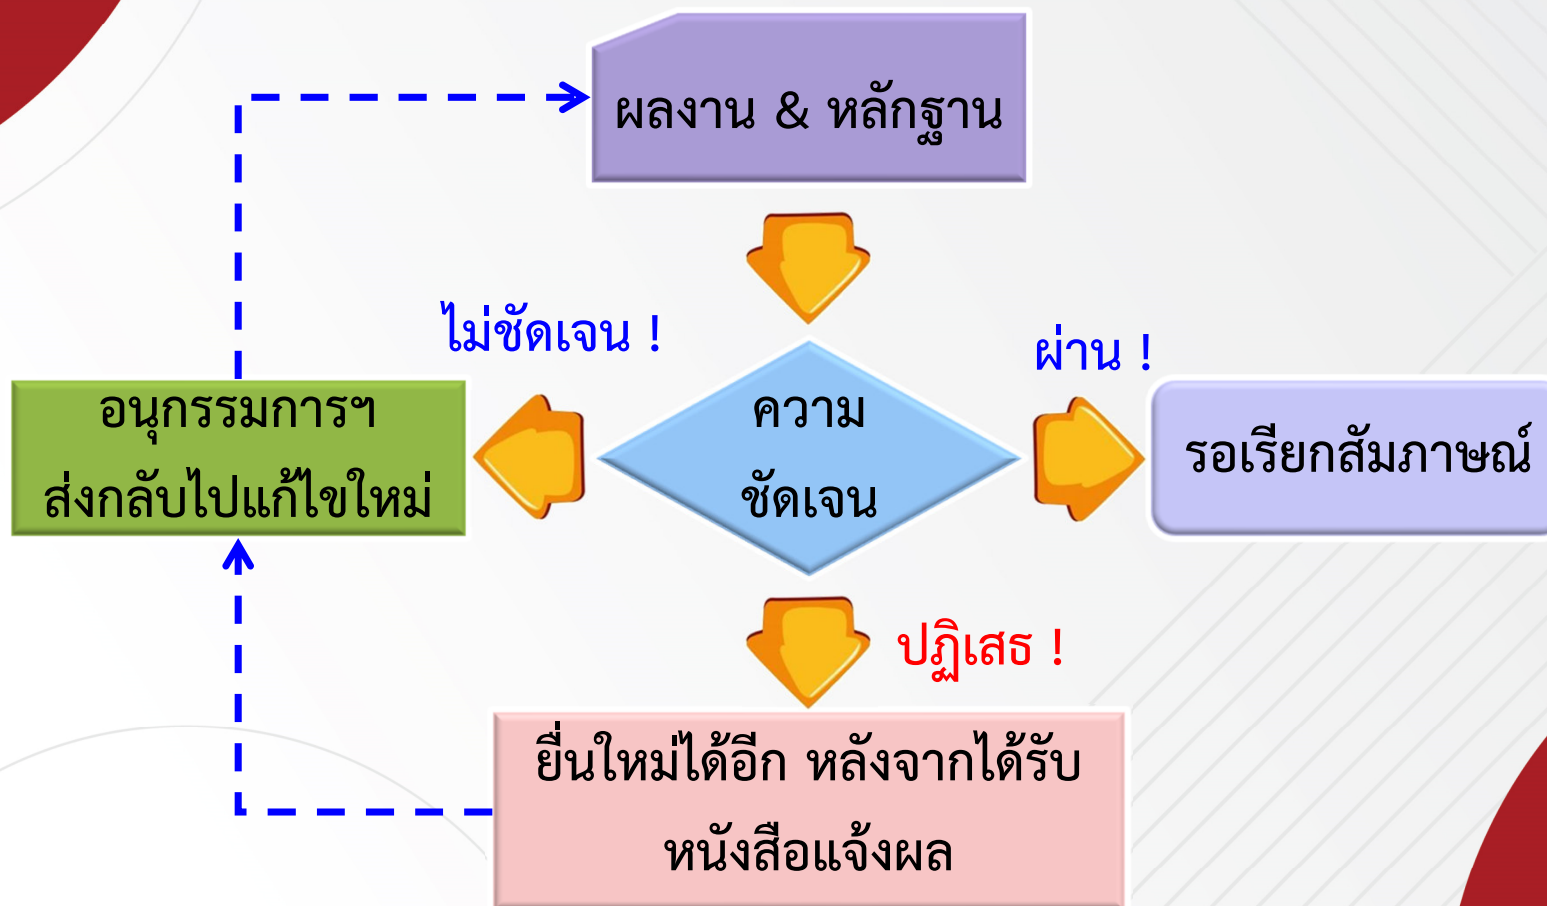 ผลงาน & หลักฐาน
ไม่ชัดเจน !
ผ่าน !
อนุกรรมการฯ
ส่งกลับไปแก้ไขใหม่
ความ
ชัดเจน
รอเรียกสัมภาษณ์
ปฏิเสธ !
ยื่นใหม่ได้อีก หลังจากได้รับ
หนังสือแจ้งผล